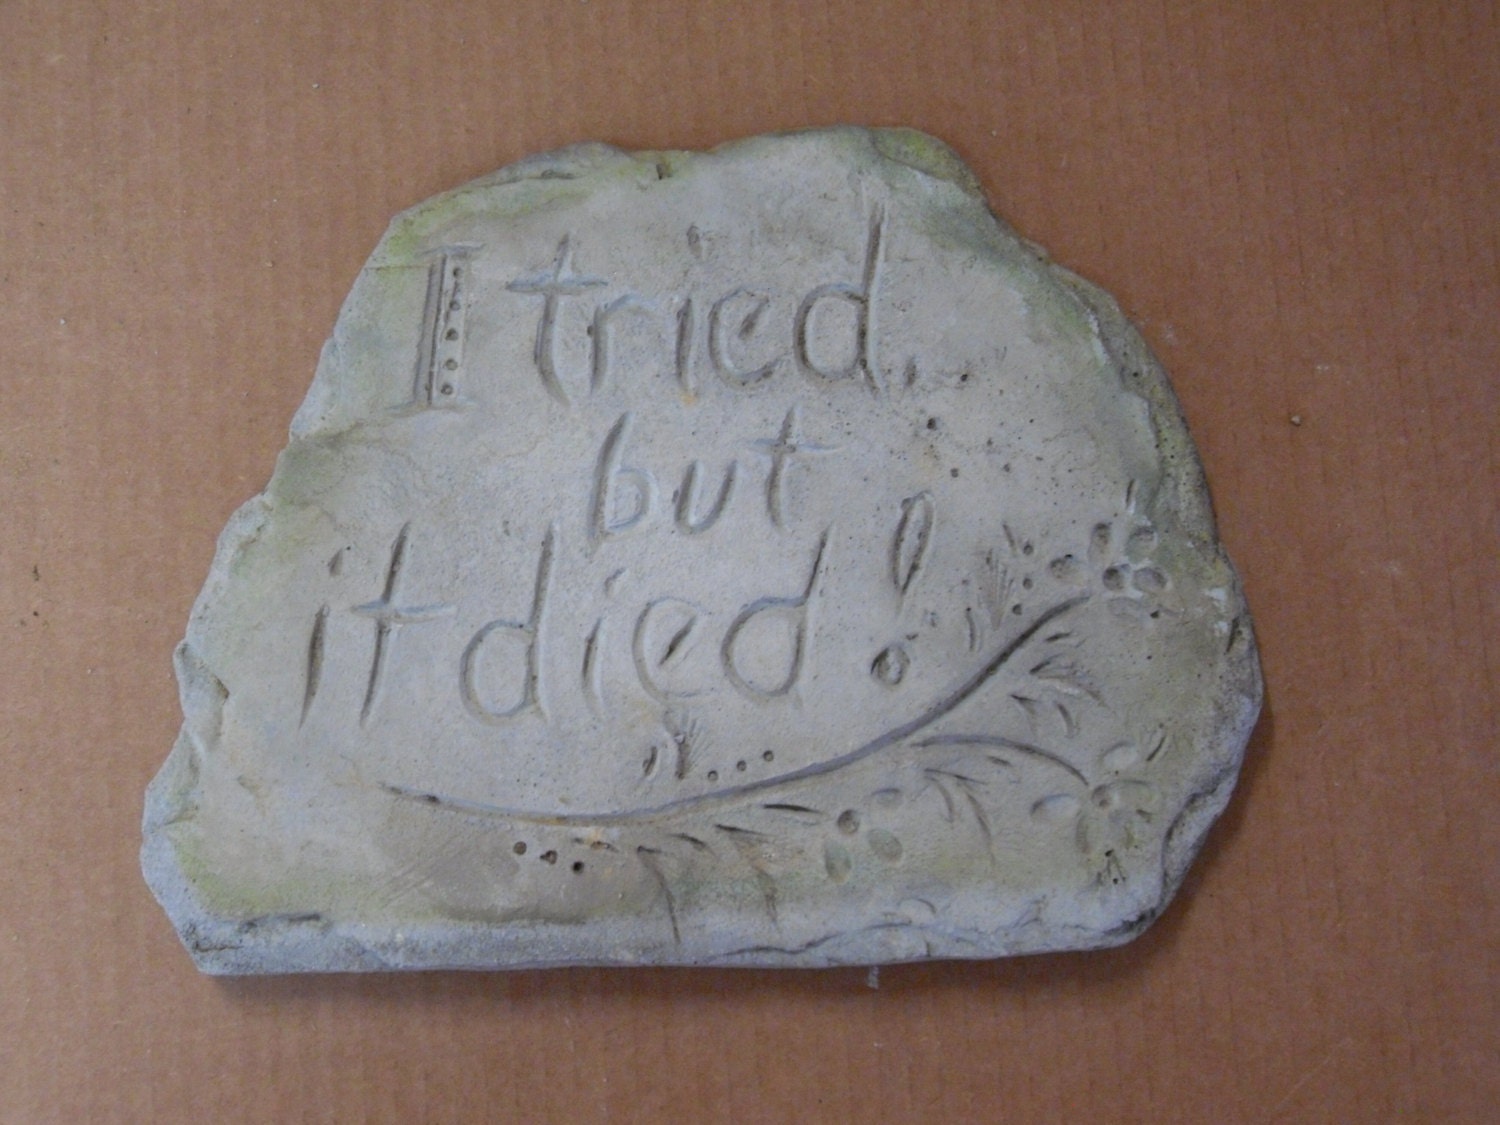 I tried,
but
it died!